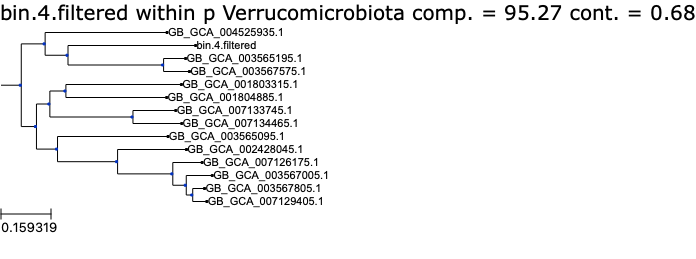 bin.4.filtered within p Verrucomicrobiota comp. = 95.27 cont. = 0.68
GB_GCA_004525935.1
bin.4.filtered
GB_GCA_003565195.1
GB_GCA_003567575.1
GB_GCA_001803315.1
GB_GCA_001804885.1
GB_GCA_007133745.1
GB_GCA_007134465.1
GB_GCA_003565095.1
GB_GCA_002428045.1
GB_GCA_007126175.1
GB_GCA_003567005.1
GB_GCA_003567805.1
GB_GCA_007129405.1
0.159319